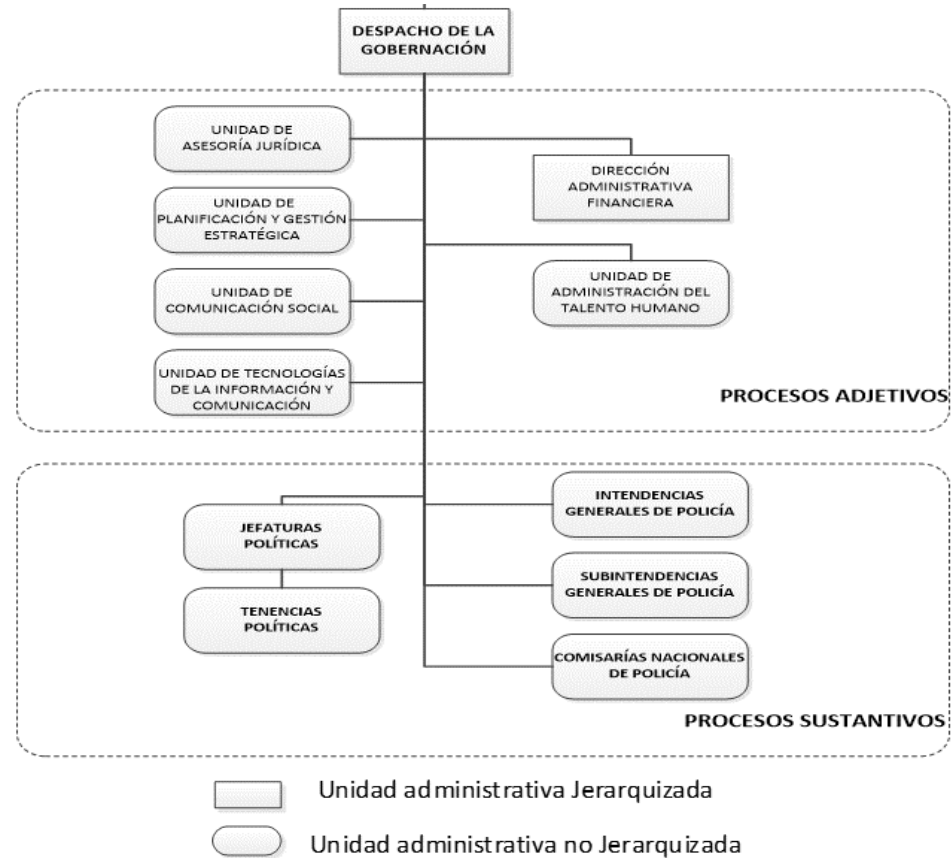 DESPACHO DE LA
GOBERNACIÓN
UNIDAD DE
ASESORÍA JURÍDICA
DIRECCIÓN
ADMINISTRATIVA
FINANCIERA
UNIDAD DE
PLANIFICACIÓN Y GESTIÓN
ESTRATÉGICA
UNIDAD DE
ADMINISTRACIÓN DEL
TALENTO HUMANO
UNIDAD DE
COMUNICACIÓN SOCIAL
UNIDAD DE TECNOLOGÍAS
DE LA INFORMACIÓN Y
COMUNICACIÓN
PROCESOS ADJETIVOS
JEFATURAS
POLÍTICAS
TENENCIAS
POLÍTICAS
INTENDENCIAS
GENERALES DE POLICÍA
SUBINTENDENCIAS
GENERALES DE POLICÍA
COMISARÍAS NACIONALES
DE POLICÍA
PROCESOS SUSTANTIVOS
Unidad administrativa Jerarquizada
Unidad administrativa no Jerarquizada